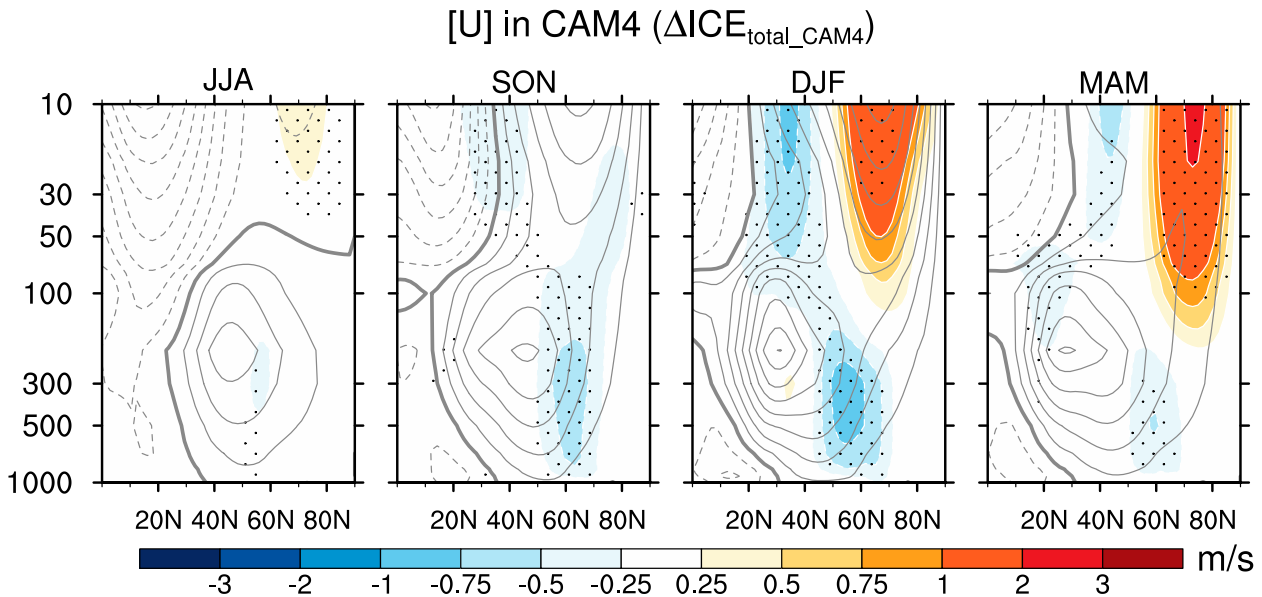 [U] in CAM4 (ΔICEtotal_CAM4)
JJA SON DJF MAM
10
30
50
100
300
500
1000
20N 40N 60N 80N 20N 40N 60N 80N 20N 40N 60N 80N 20N 40N 60N 80N
-3 -2 -1 -0.75 -0.5 -0.25 0.25 0.5 0.75 1 2 3 m/s